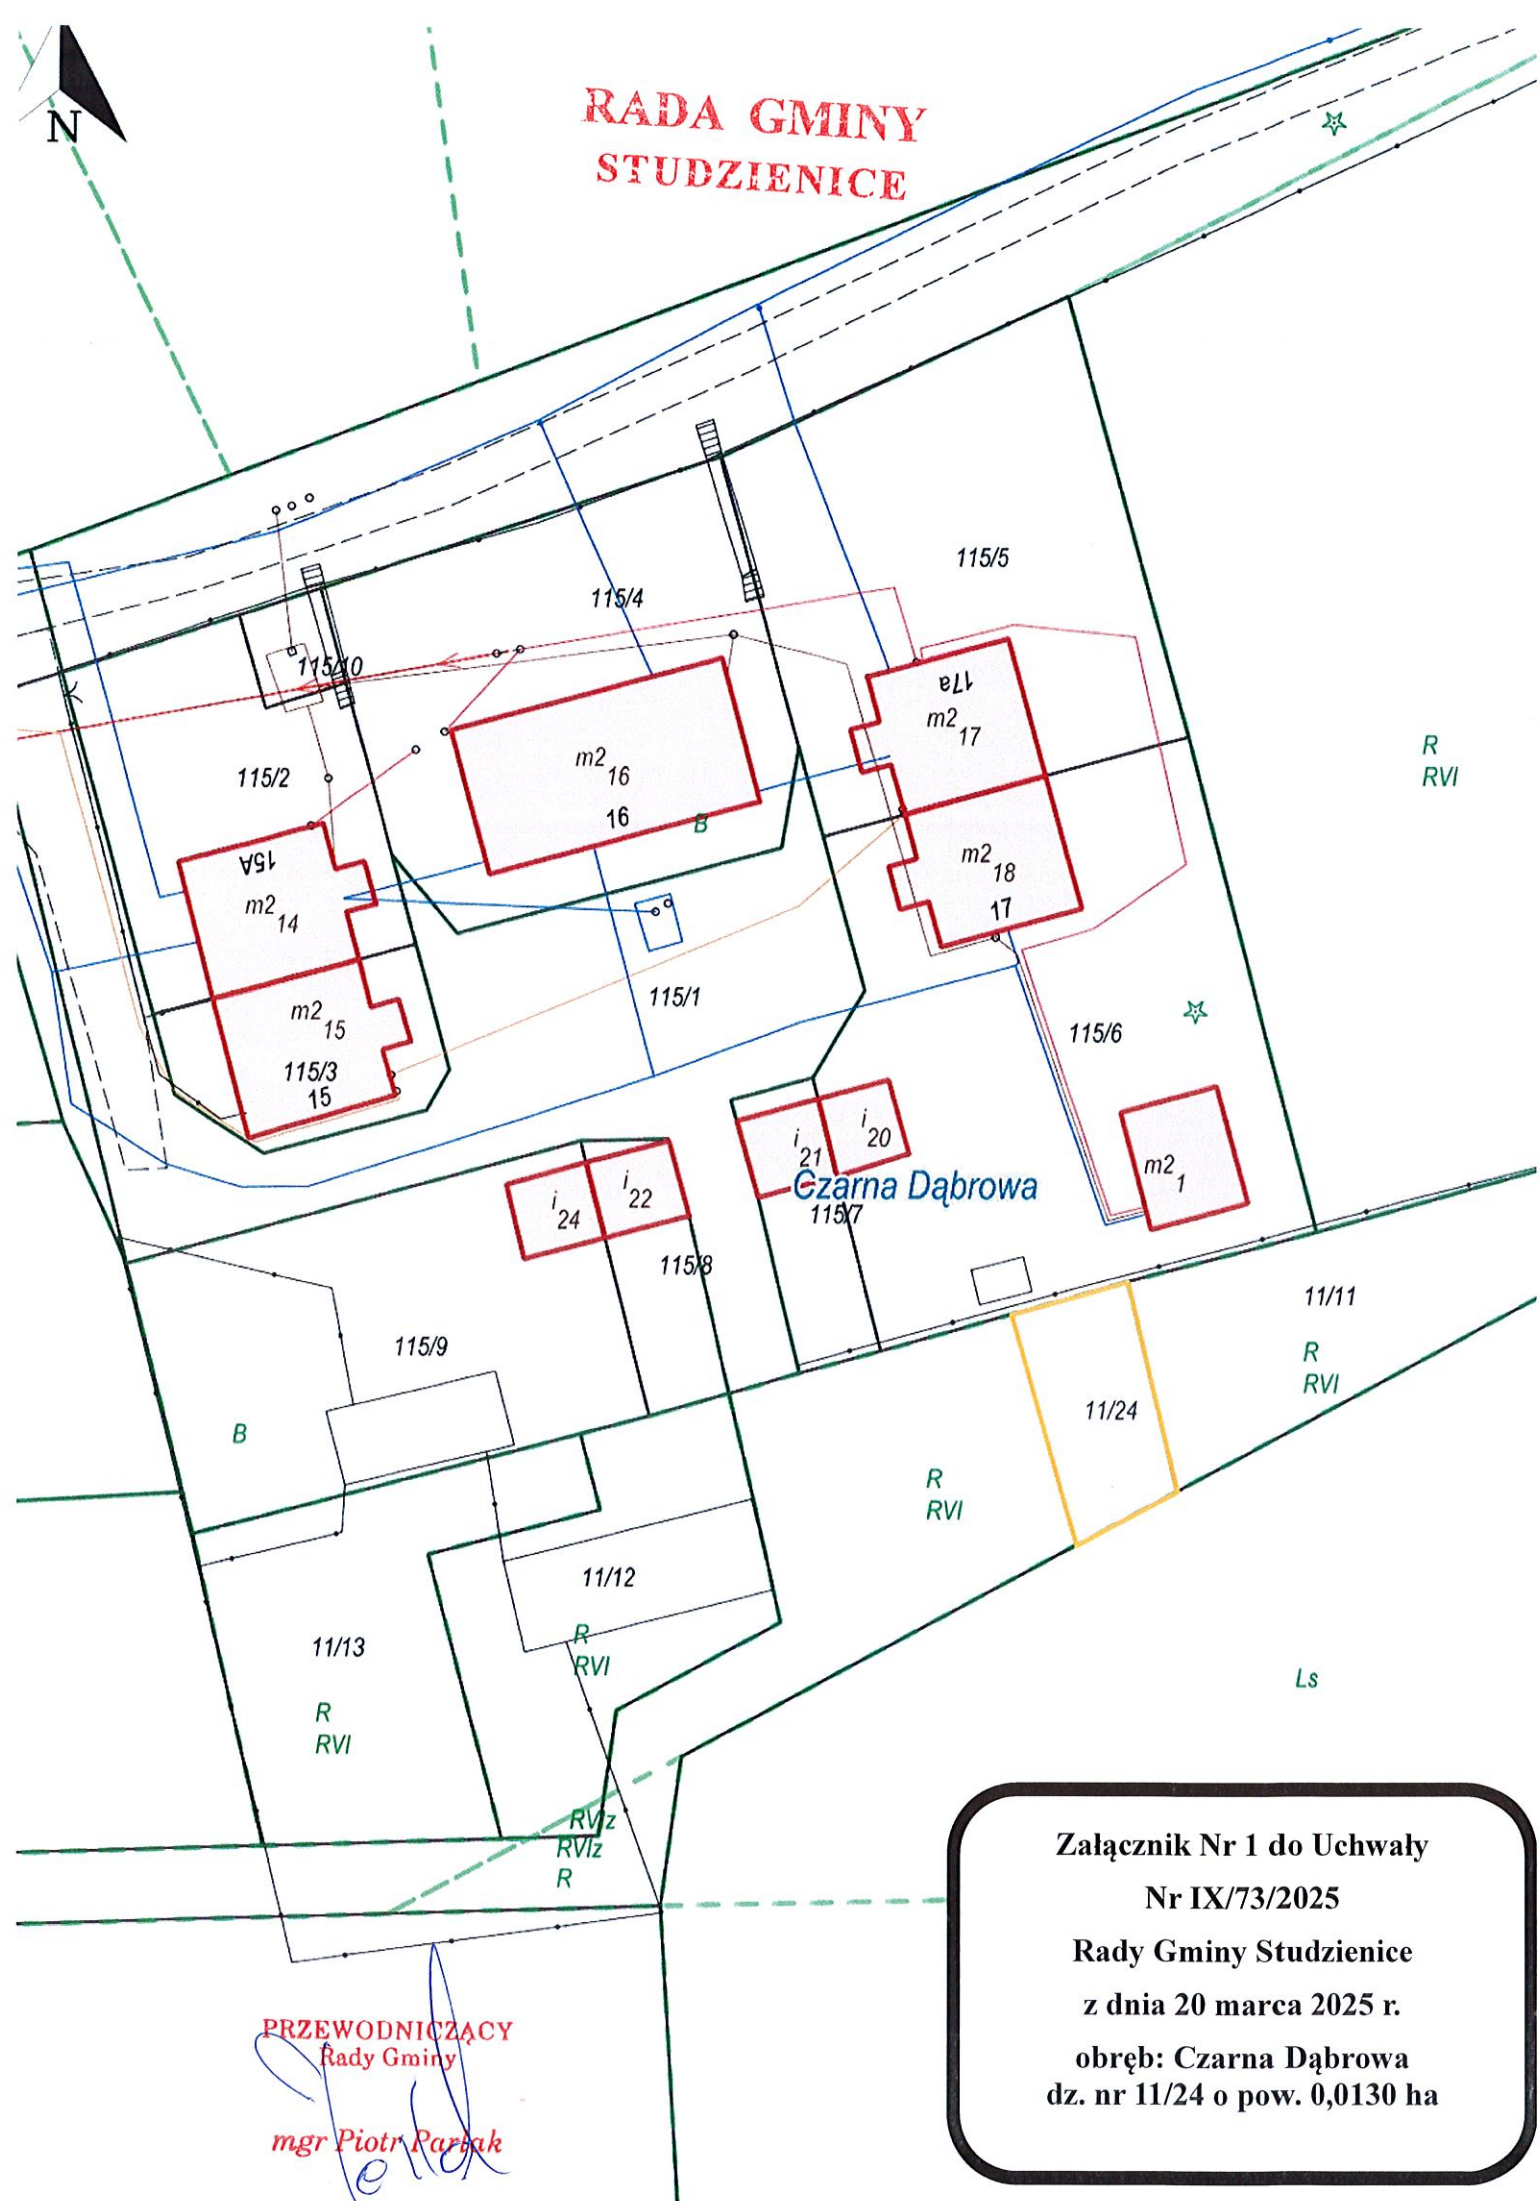 N
RADA GMINY
STUDZIENICE
115/5
115/4
115/10
17a
m2 17
R
RVI
m2 16
16
B
115/2
15A
m2 14
m2 18
17
115/1
m2 15
115/3
15
115/6
i 20
i 21
Czarna Dąbrowa
115/7
m2 1
i 22
i 24
115/8
11/11
R
RVI
115/9
11/24
B
R
RVI
11/12
R
RVI
11/13
R
RVI
Ls
RVIz
RVIz
R
Załącznik Nr 1 do Uchwały
Nr IX/73/2025
Rady Gminy Studzienice
z dnia 20 marca 2025 r.
obręb: Czarna Dąbrowa
dz. nr 11/24 o pow. 0,0130 ha
PRZEWODNICZĄCY
Rady Gminy
mgr Piotr